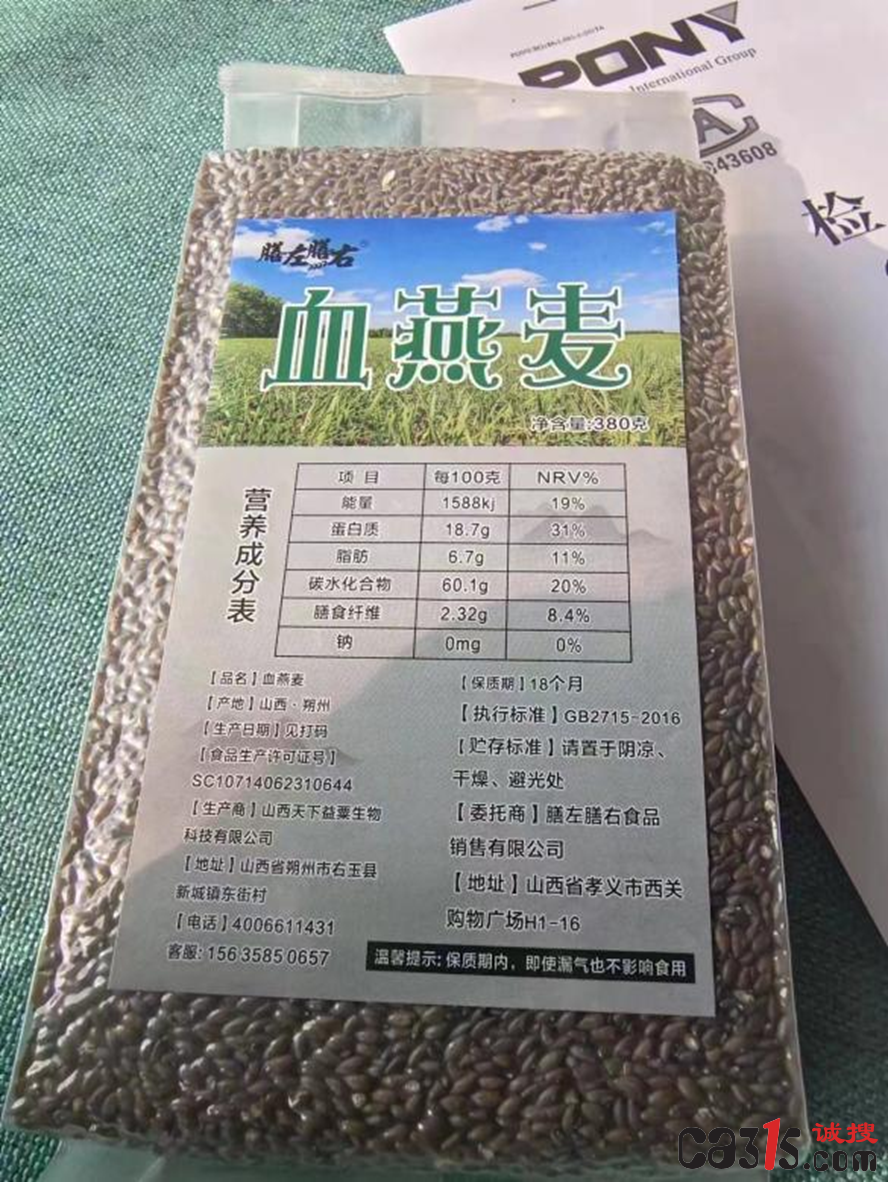 PONY
International Group
A
043608
检
膳左膳右®
血燕麦
净含量:380克
营养成分表
项 目 每100克 NRV%
能量 1588kj 19%
蛋白质 18.7g 31%
脂肪 6.7g 11%
碳水化合物 60.1g 20%
膳食纤维 2.32g 8.4%
钠 0mg 0%
【品名】血燕麦
【产地】山西·朔州
【生产日期】见打码
【食品生产许可证号】
SC10714062310644
【生产商】山西天下益粟生物
科技有限公司
【地址】山西省朔州市右玉县
新城镇东街村
【电话】4006611431
客服: 15635850657
【保质期】18个月
【执行标准】GB2715-2016
【贮存标准】请置于阴凉、
干燥、避光处
【委托商】膳左膳右食品
销售有限公司
【地址】山西省孝义市西关
购物广场H1-16
温馨提示: 保质期内，即使漏气也不影响食用
ca315诚搜.com